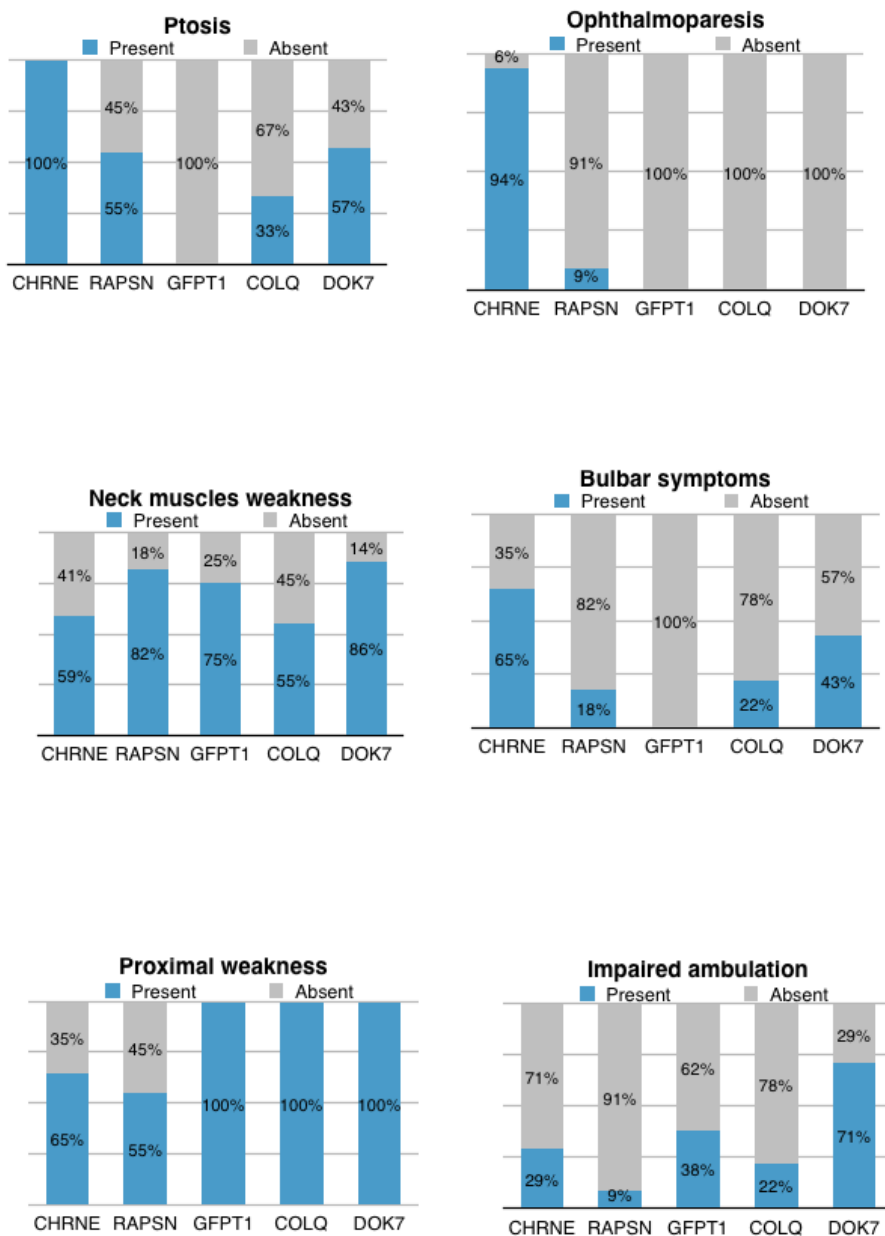 Ptosis
Present Absent
45% 43%
67%
100% 100%
55% 57%
33%
CHRNE RAPSN GFPT1 COLQ DOK7
Ophthalmoparesis
Present Absent
6%
91%
94% 100% 100% 100%
9%
CHRNE RAPSN GFPT1 COLQ DOK7
Neck muscles weakness
Present Absent
18% 25% 14%
41% 45%
59% 82% 75% 55% 86%
CHRNE RAPSN GFPT1 COLQ DOK7
Bulbar symptoms
Present Absent
35% 57%
82% 78%
100%
65% 43%
18% 22%
CHRNE RAPSN GFPT1 COLQ DOK7
Proximal weakness
Present Absent
35% 45%
100% 100% 100%
65% 55%
CHRNE RAPSN GFPT1 COLQ DOK7
Impaired ambulation
Present Absent
29%
71% 91% 62% 78%
71%
29% 9% 38% 22%
CHRNE RAPSN GFPT1 COLQ DOK7